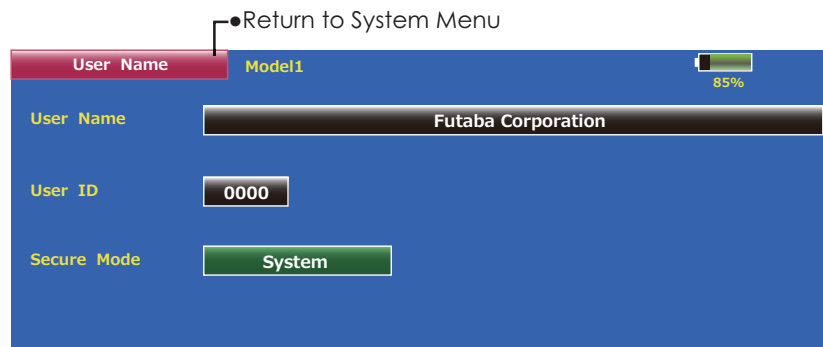 ●Return to System Menu
User Name Model1
85%
User Name Futaba Corporation
User ID 0000
Secure Mode System